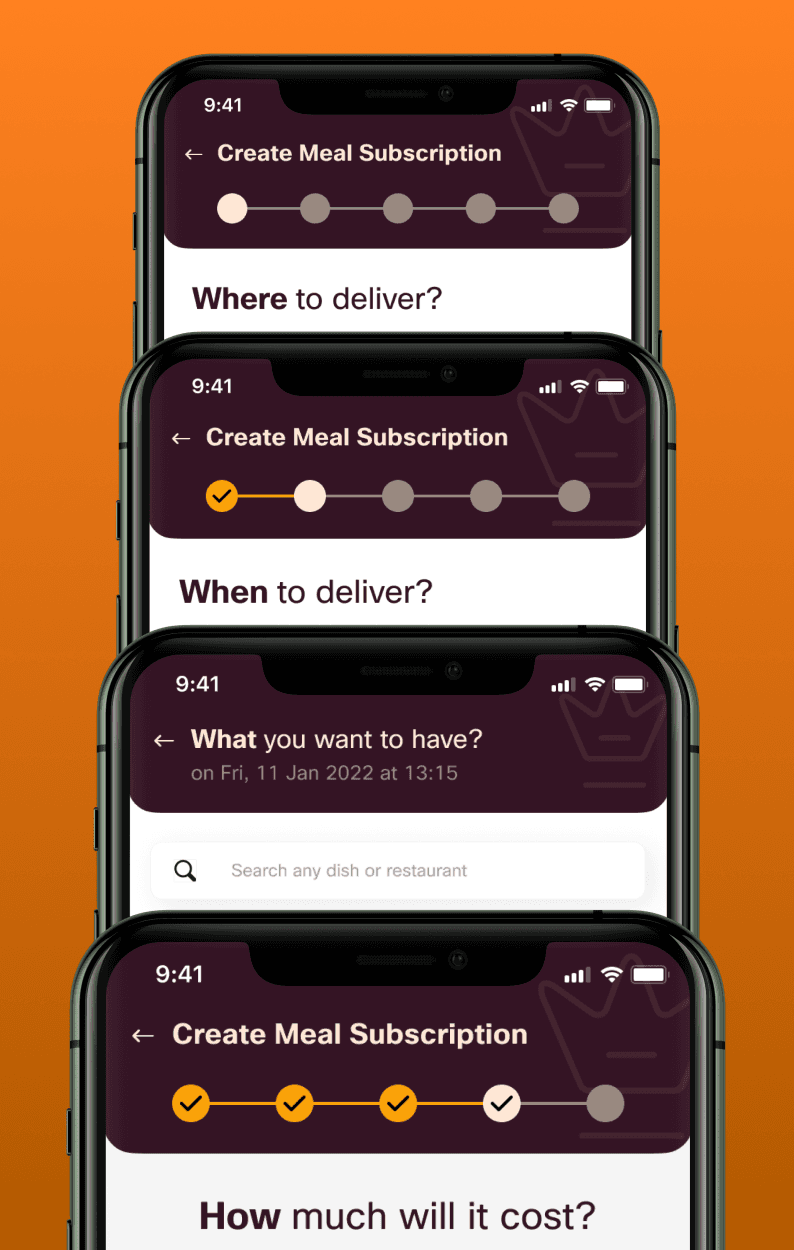 9:41
Create Meal Subscription
Where to deliver?
9:41
Create Meal Subscription
When to deliver?
9:41
What you want to have?
on Fri, 11 Jan 2022 at 13:15
Search any dish or restaurant
9:41
Create Meal Subscription
How much will it cost?